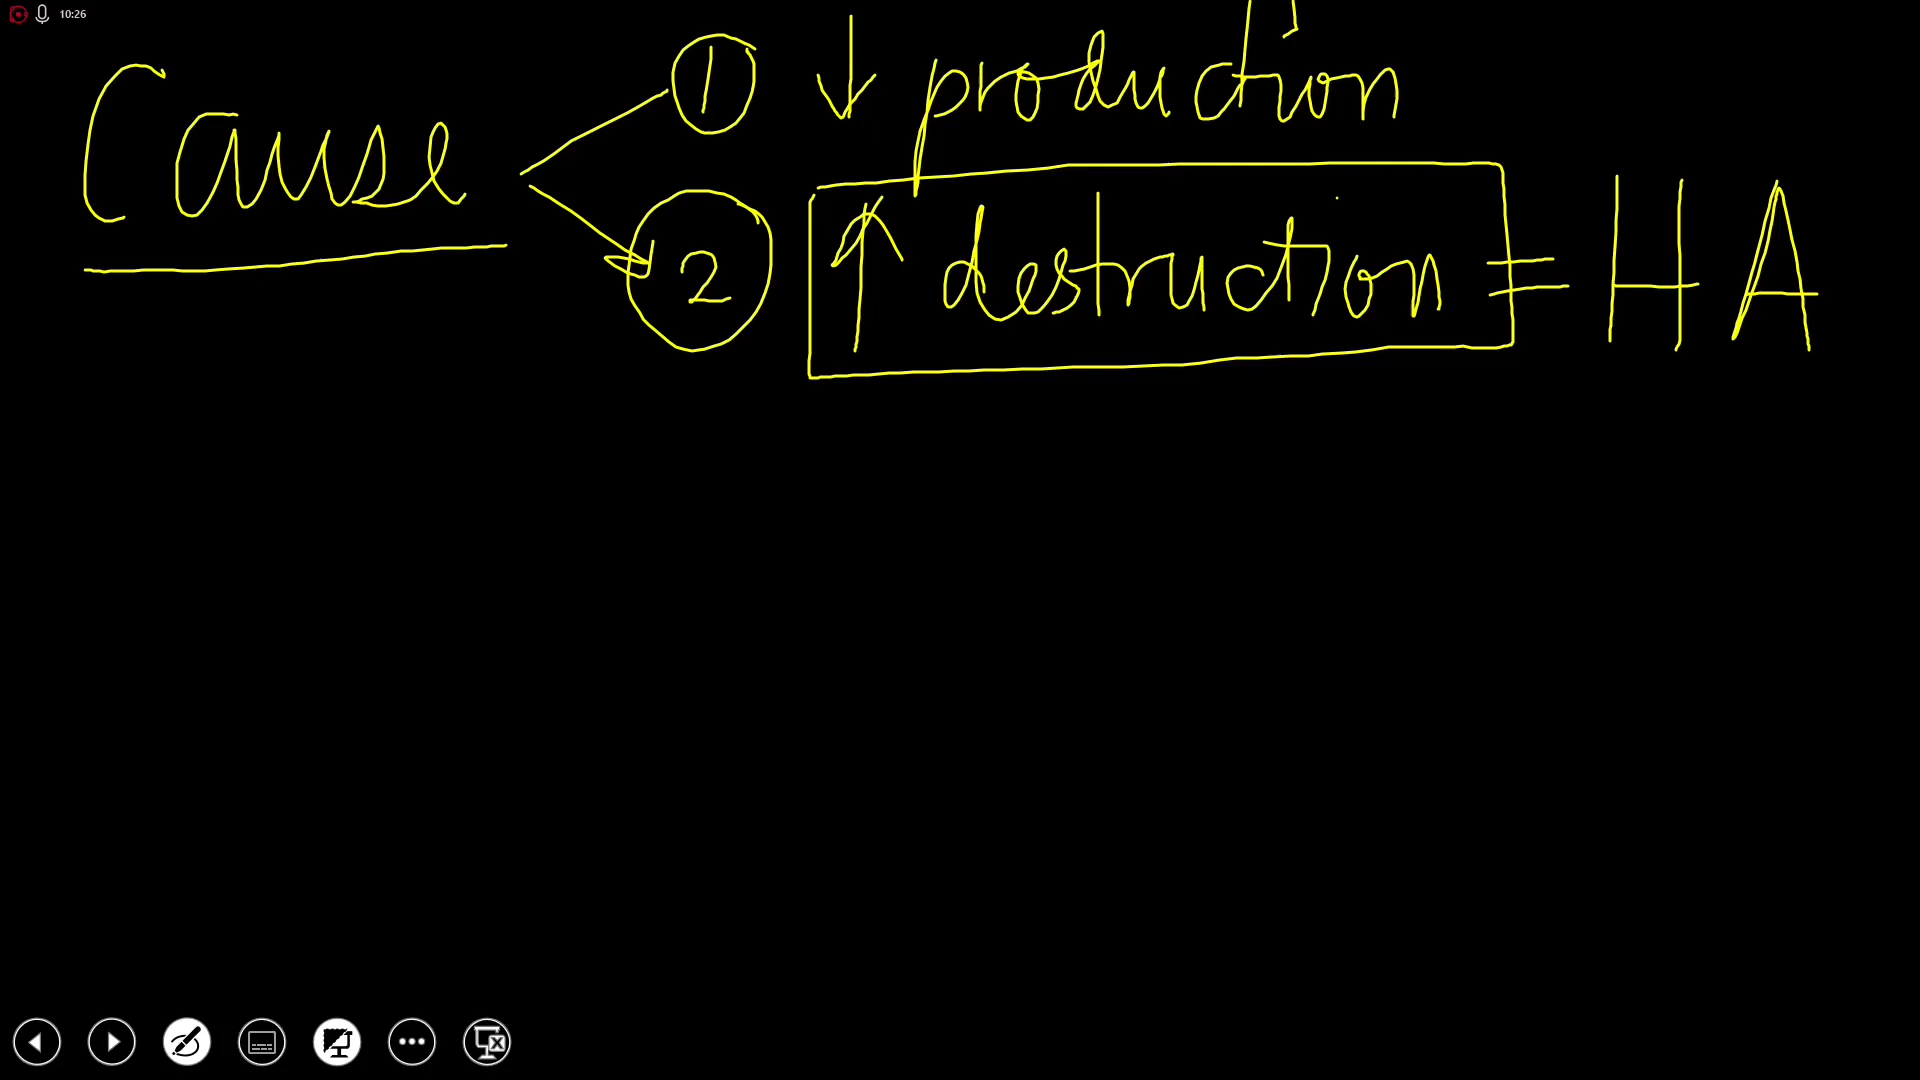 10:26
Cause
① ↓ production
② ↑ destruction = HA